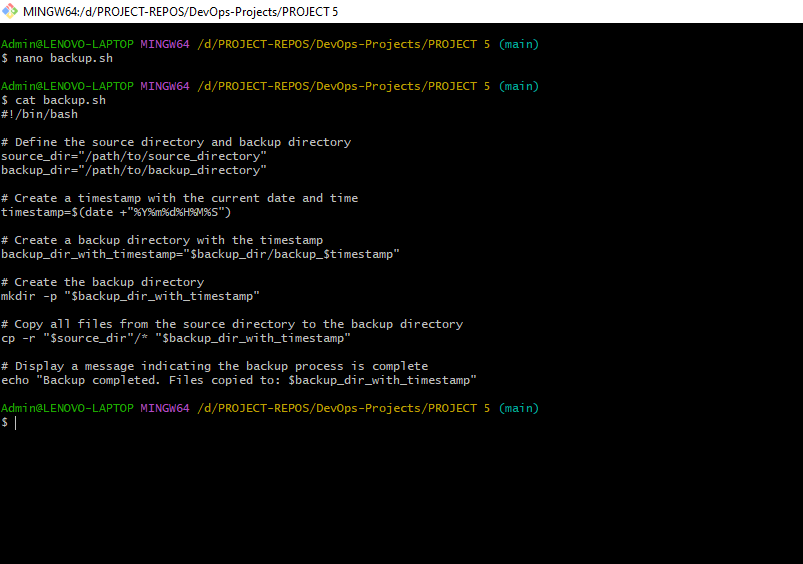 MINGW64:/d/PROJECT-REPOS/DevOps-Projects/PROJECT 5
Admin@LENOVO-LAPTOP MINGW64 /d/PROJECT-REPOS/DevOps-Projects/PROJECT 5 (main)
$ nano backup.sh
Admin@LENOVO-LAPTOP MINGW64 /d/PROJECT-REPOS/DevOps-Projects/PROJECT 5 (main)
$ cat backup.sh
#!/bin/bash
# Define the source directory and backup directory
source_dir="/path/to/source_directory"
backup_dir="/path/to/backup_directory"
# Create a timestamp with the current date and time
timestamp=$(date +"%Y%m%d%H%M%S")
# Create a backup directory with the timestamp
backup_dir_with_timestamp="$backup_dir/backup_$timestamp"
# Create the backup directory
mkdir -p "$backup_dir_with_timestamp"
# Copy all files from the source directory to the backup directory
cp -r "$source_dir"/* "$backup_dir_with_timestamp"
# Display a message indicating the backup process is complete
echo "Backup completed. Files copied to: $backup_dir_with_timestamp"
Admin@LENOVO-LAPTOP MINGW64 /d/PROJECT-REPOS/DevOps-Projects/PROJECT 5 (main)
$